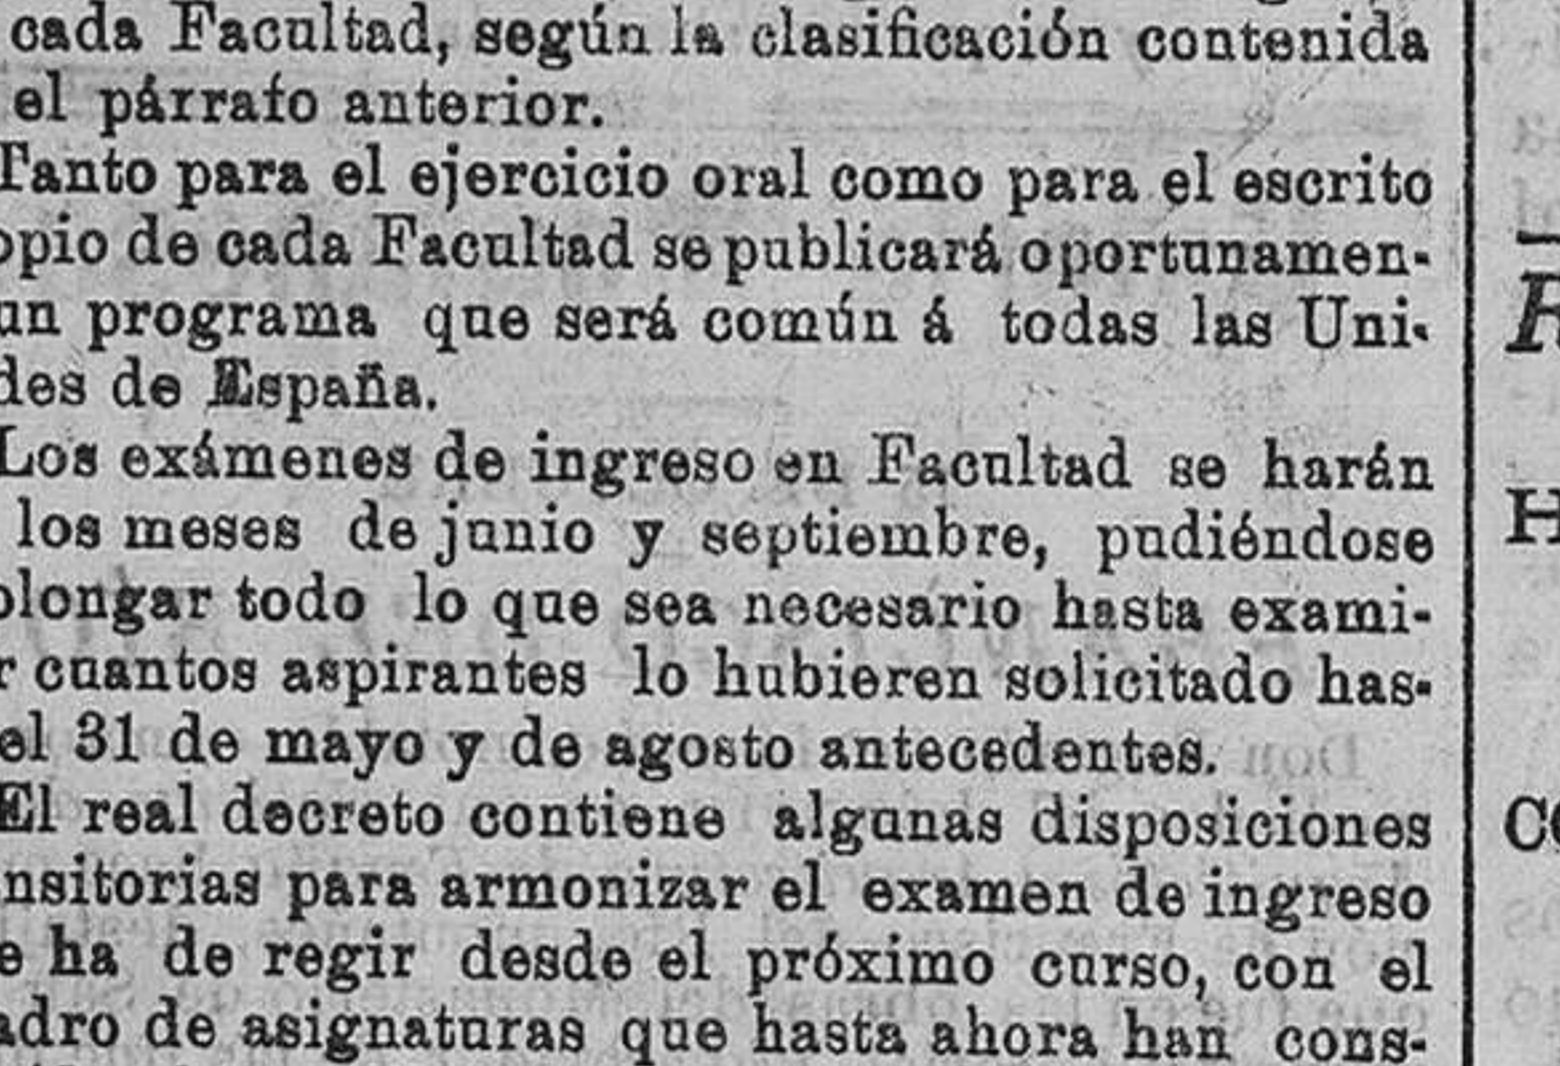 cada Facultad, según la clasificación contenida
el párrafo anterior.
Tanto para el ejercicio oral como para el escrito
opio de cada Facultad se publicará oportunamen-
un programa que será común á todas las Uni-
des de España.
Los exámenes de ingreso en Facultad se harán
los meses de junio y septiembre, pudiéndose
olongar todo lo que sea necesario hasta exami-
r cuantos aspirantes lo hubieren solicitado has-
el 31 de mayo y de agosto antecedentes.
El real decreto contiene algunas disposiciones
nsitorias para armonizar el examen de ingreso
e ha de regir desde el próximo curso, con el
adro de asignaturas que hasta ahora han cons-
R
H
CO